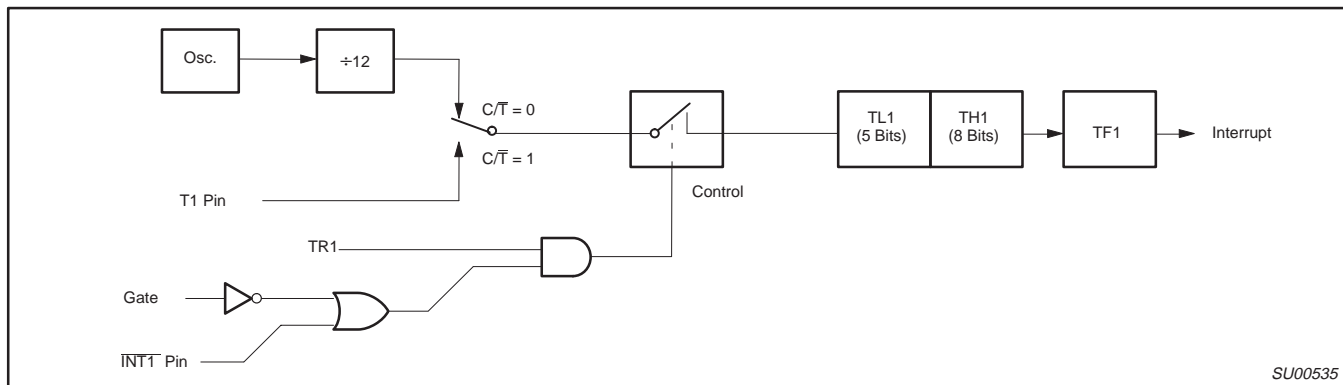 Osc.
÷12
C/T̅ = 0
C/T̅ = 1
T1 Pin
TR1
Gate
I̅N̅T̅1̅ Pin
Control
TL1
(5 Bits)
TH1
(8 Bits)
TF1
Interrupt
SU00535